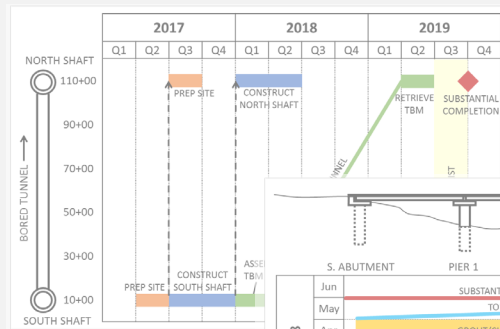 2017 2018 2019
Q1 Q2 Q3 Q4 Q1 Q2 Q3 Q4 Q1 Q2 Q3 Q4
NORTH SHAFT
110+00
PREP SITE
CONSTRUCT
NORTH SHAFT
RETRIEVE
TBM
SUBSTANTIAL
COMPLETION
90+00
70+00
50+00
30+00
10+00
BORED TUNNEL
SOUTH SHAFT
PREP SITE
CONSTRUCT
SOUTH SHAFT
TBM
S. ABUTMENT
PIER 1
Jun
May